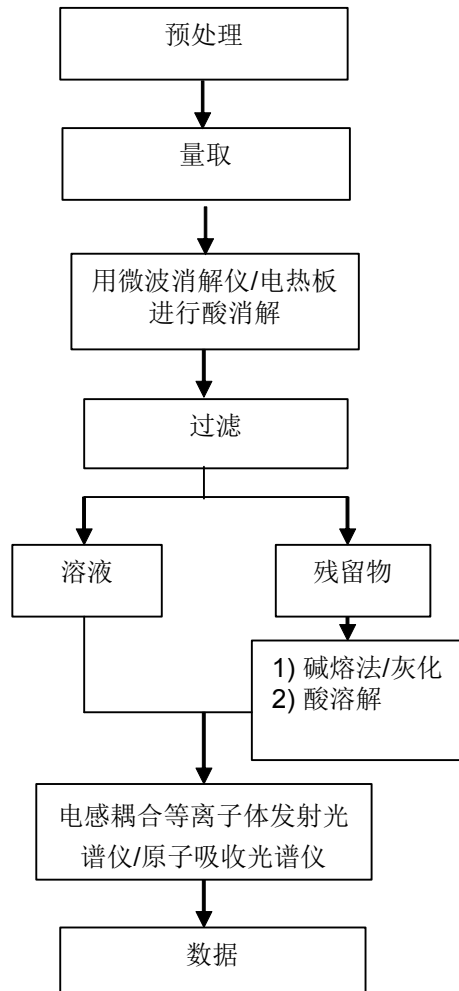 预处理
量取
用微波消解仪/电热板
进行酸消解
过滤
溶液
残留物
1) 碱熔法/灰化
2) 酸溶解
电感耦合等离子体发射光
谱仪/原子吸收光谱仪
数据